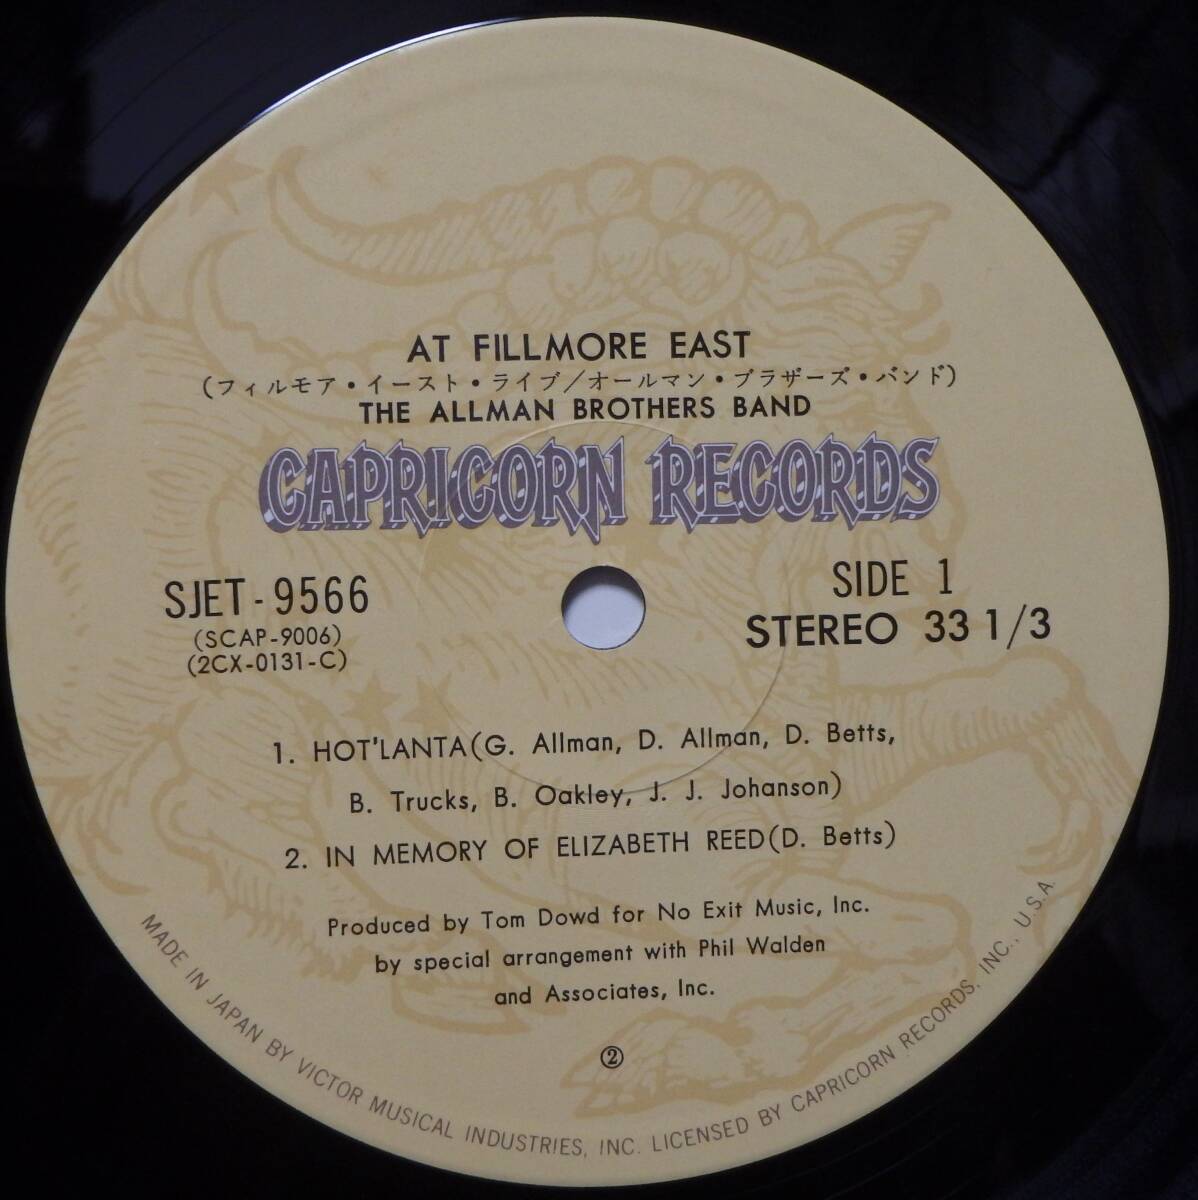 AT FILLMORE EAST
(フィルモア・イースト・ライブ/オールマン・ブラザーズ・バンド)
THE ALLMAN BROTHERS BAND
CAPRICORN RECORDS
SJET-9566
(SCAP-9006)
(2CX-0131-C)
SIDE 1
STEREO 33 1/3
1. HOT'LANTA(G. Allman, D. Allman, D. Betts,
B. Trucks, B. Oakley, J. J. Johanson)
2. IN MEMORY OF ELIZABETH REED(D. Betts)
Produced by Tom Dowd for No Exit Music, Inc.
by special arrangement with Phil Walden
and Associates, Inc.
②
MADE IN JAPAN BY VICTOR MUSICAL INDUSTRIES, INC. LICENSED BY CAPRICORN RECORDS, INC., U.S.A.